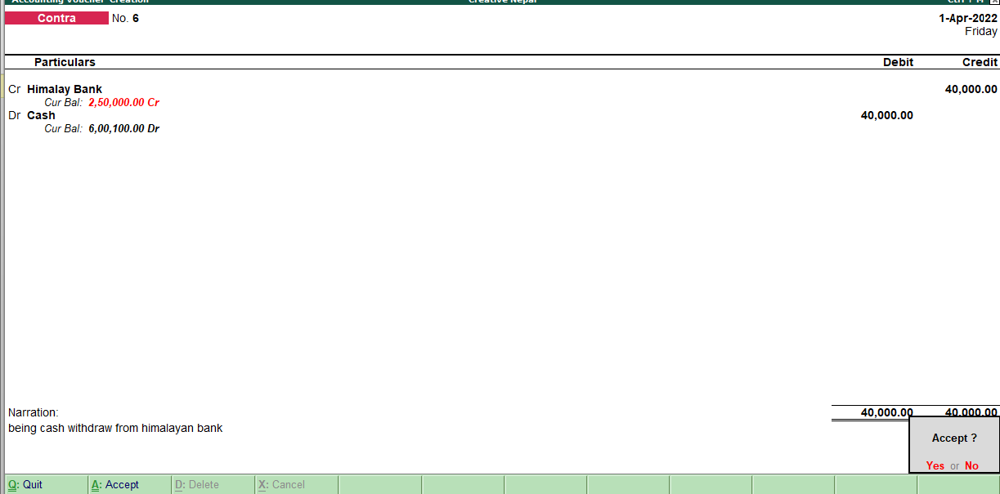 Accounting Voucher Creation Creative Nepal Ctrl + M X
Contra No. 6 1-Apr-2022
Friday
Particulars Debit Credit
Cr Himalay Bank 40,000.00
Cur Bal: 2,50,000.00 Cr
Dr Cash 40,000.00
Cur Bal: 6,00,100.00 Dr
Narration: 40,000.00 40,000.00
being cash withdraw from himalayan bank
Accept ?
Yes or No
Q: Quit A: Accept D: Delete X: Cancel